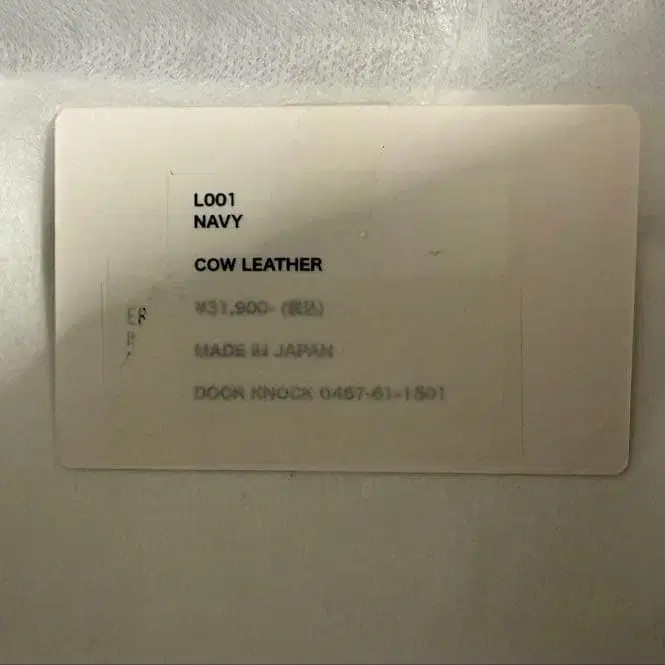 L001
NAVY
COW LEATHER
¥31,900- (税込)
MADE IN JAPAN
DOOR KNOCK 0467-61-1501